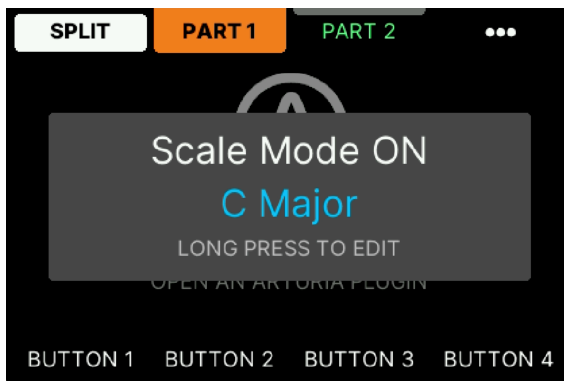 SPLIT PART 1 PART 2 •••
Scale Mode ON
C Major
LONG PRESS TO EDIT
OPEN AN ARTURIA PLUGIN
BUTTON 1 BUTTON 2 BUTTON 3 BUTTON 4